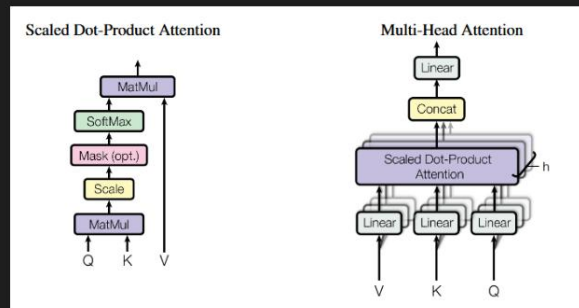 Scaled Dot-Product Attention
MatMul
SoftMax
Mask (opt.)
Scale
MatMul
Q K V
Multi-Head Attention
Linear
Concat
Scaled Dot-Product
Attention
h
Linear Linear Linear
V K Q